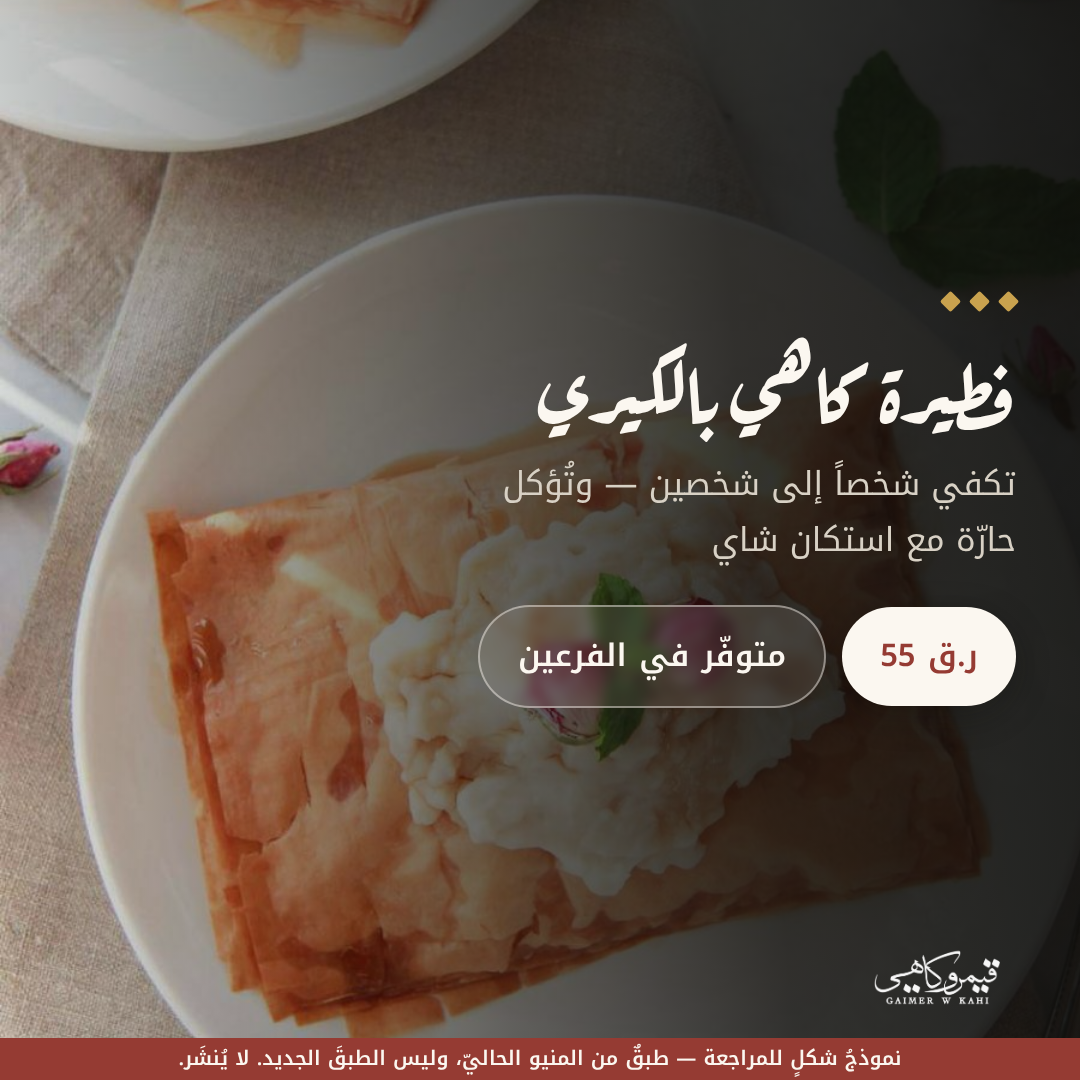 فطيرة كاهي بالكيري
تكفي شخصاً إلى شخصين — وتُؤكل
حارّة مع استكان شاي
ر.ق 55
متوفّر في الفرعين
قيمر وكاهي
GAIMER W KAHI
نموذجُ شكلٍ للمراجعة — طبقٌ من المنيو الحاليّ، وليس الطبقَ الجديد. لا يُنشَر.